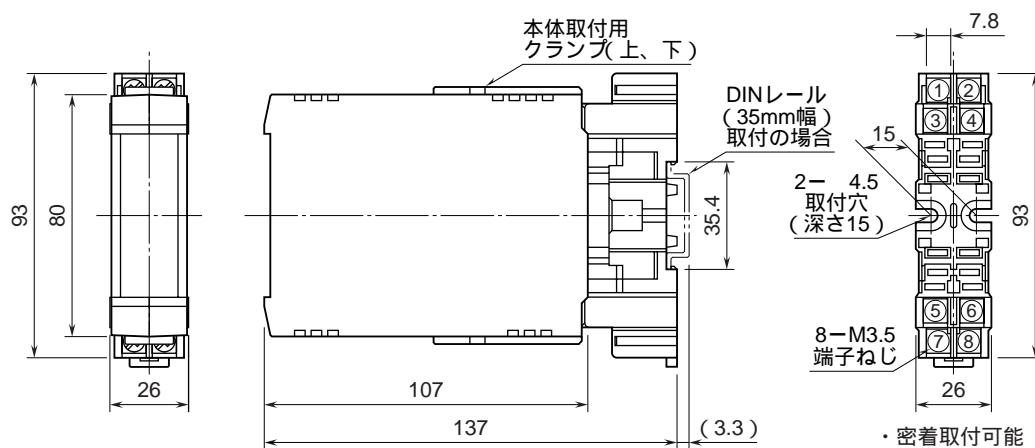 本体取付用
クランプ(上、下)
7.8
DINレール
(35mm幅)
取付の場合
15
2ー 4.5
取付穴
(深さ15)
93
80
35.4
93
① ②
③ ④
⑤ ⑥
⑦ ⑧
8ーM3.5
端子ねじ
26
107
26
137
(3.3)
・密着取付可能